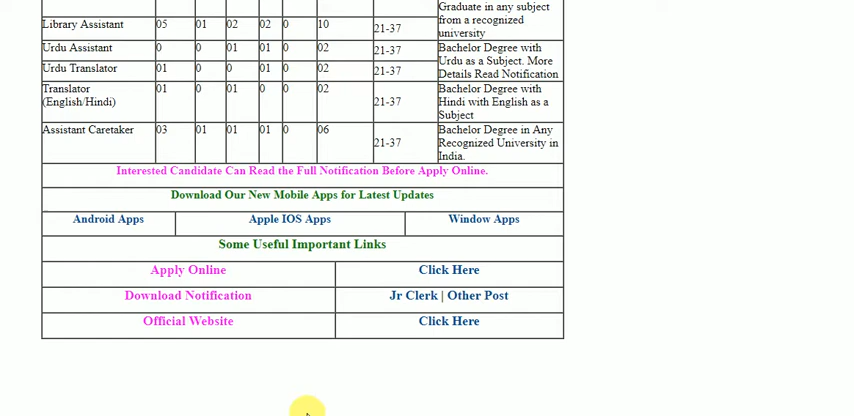 Graduate in any subject
from a recognized
university
Library Assistant 05 01 02 02 0 10 21-37
Urdu Assistant 0 0 01 01 0 02 21-37 Bachelor Degree with
Urdu as a Subject. More
Details Read Notification
Urdu Translator 01 0 0 01 0 02 21-37
Translator
(English/Hindi) 01 0 01 0 0 02 21-37 Bachelor Degree with
Hindi with English as a
Subject
Assistant Caretaker 03 01 01 01 0 06 21-37 Bachelor Degree in Any
Recognized University in
India.
Interested Candidate Can Read the Full Notification Before Apply Online.
Download Our New Mobile Apps for Latest Updates
Android Apps Apple IOS Apps Window Apps
Some Useful Important Links
Apply Online Click Here
Download Notification Jr Clerk | Other Post
Official Website Click Here